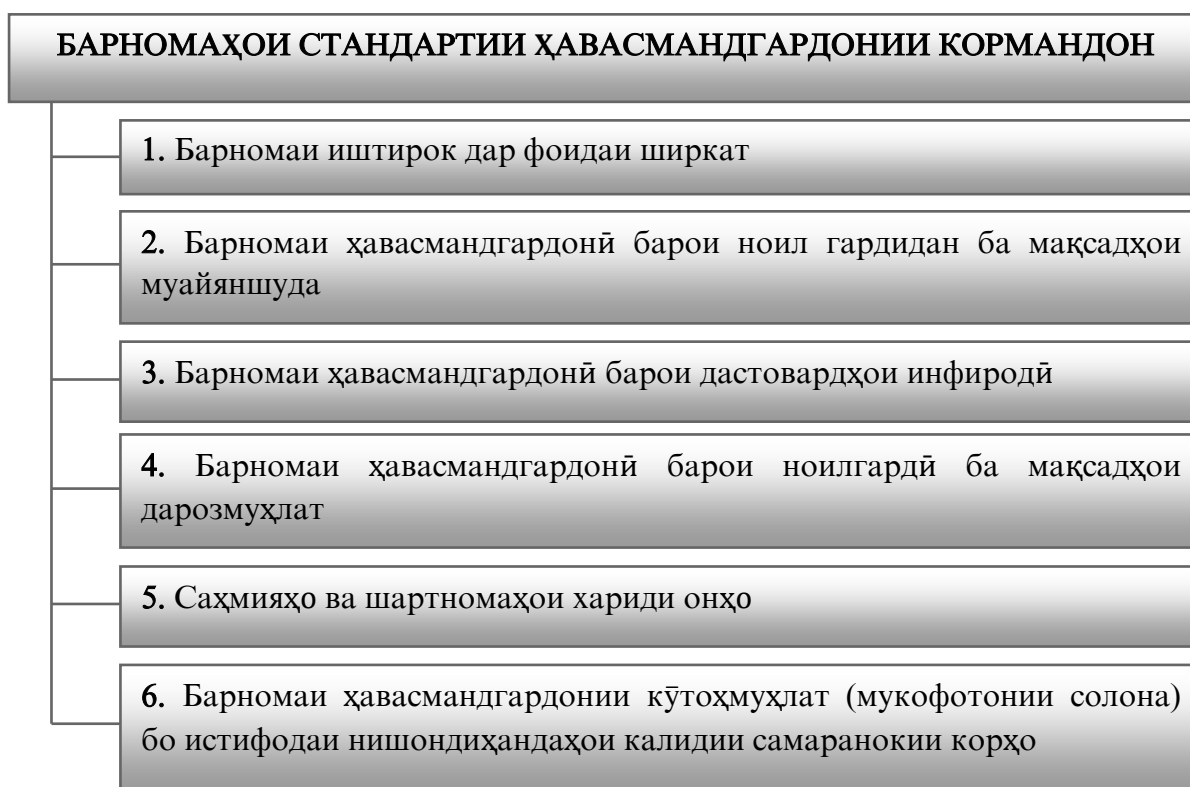 БАРНОМАҲОИ СТАНДАРТИИ ҲАВАСМАНДГАРДОНИИ КОРМАНДОН
1. Барномаи иштирок дар фоидаи ширкат
2. Барномаи ҳавасмандгардонӣ барои ноил гардидан ба мақсадҳои
муайяншуда
3. Барномаи ҳавасмандгардонӣ барои дастовардҳои инфиродӣ
4. Барномаи ҳавасмандгардонӣ барои ноилгардӣ ба мақсадҳои
дарозмуҳлат
5. Саҳмияҳо ва шартномаҳои хариди онҳо
6. Барномаи ҳавасмандгардонии кӯтоҳмуҳлат (мукофотонии солона)
бо истифодаи нишондиҳандаҳои калидии самаранокии корҳо